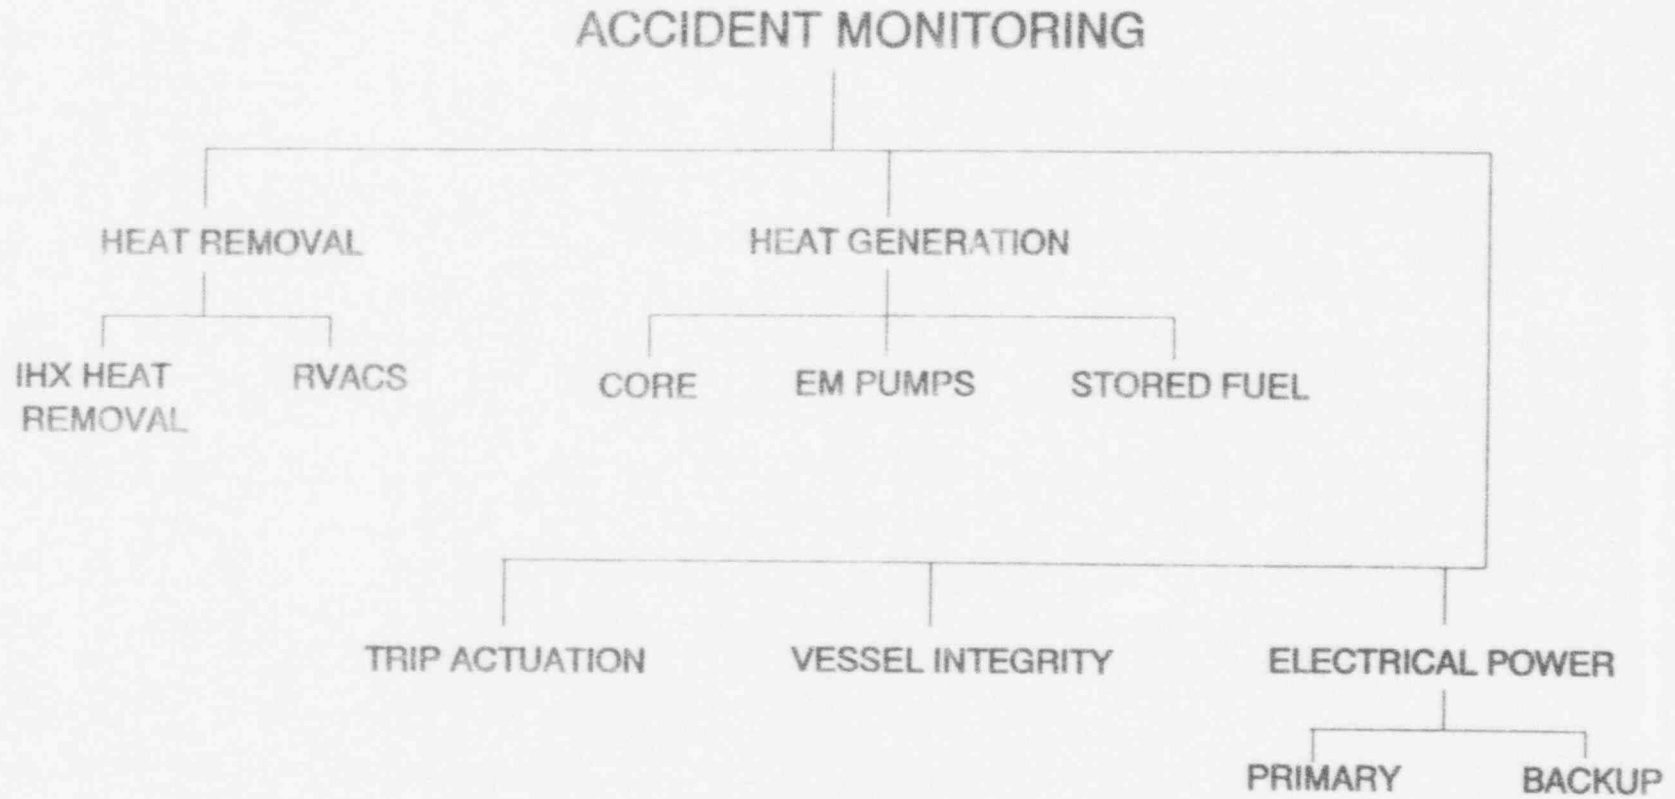 ACCIDENT MONITORING
HEAT REMOVAL
HEAT GENERATION
IHX HEAT
REMOVAL
RVACS
CORE
EM PUMPS
STORED FUEL
TRIP ACTUATION
VESSEL INTEGRITY
ELECTRICAL POWER
PRIMARY
BACKUP